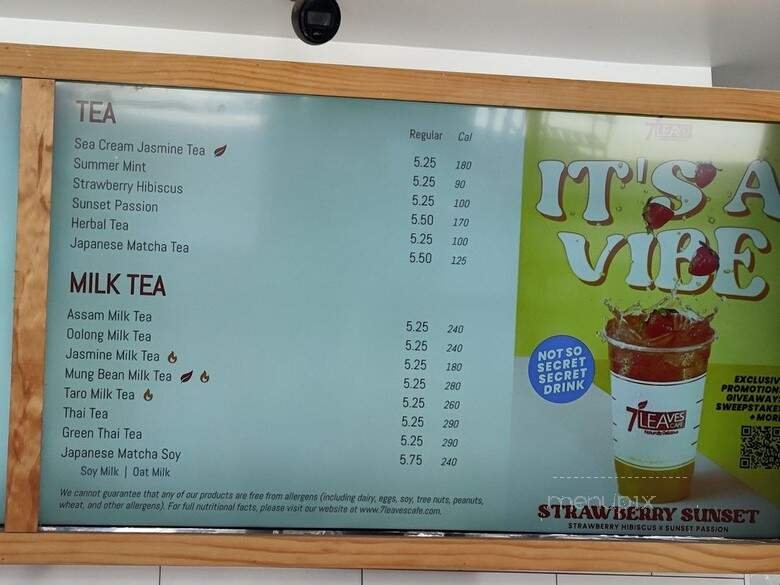 TEA
Regular Cal
Sea Cream Jasmine Tea 5.25 180
Summer Mint 5.25 90
Strawberry Hibiscus 5.25 100
Sunset Passion 5.50 170
Herbal Tea 5.25 100
Japanese Matcha Tea 5.50 125
MILK TEA
Assam Milk Tea 5.25 240
Oolong Milk Tea 5.25 240
Jasmine Milk Tea 5.25 180
Mung Bean Milk Tea 5.25 280
Taro Milk Tea 5.25 260
Thai Tea 5.25 290
Green Thai Tea 5.25 290
Japanese Matcha Soy 5.75 240
Soy Milk | Oat Milk
We cannot guarantee that any of our products are free from allergens (including dairy, eggs, soy, tree nuts, peanuts,
wheat, and other allergens). For full nutritional facts, please visit our website at www.7leavescafe.com.
7LEAVES
IT'S A
VIBE
NOT SO
SECRET
SECRET
DRINK
7LEAVES
CAFE
EXCLUSIV
PROMOTION
GIVEAWAY
SWEEPSTAKE
+ MOR
menupix
STRAWBERRY SUNSET
STRAWBERRY HIBISCUS X SUNSET PASSION